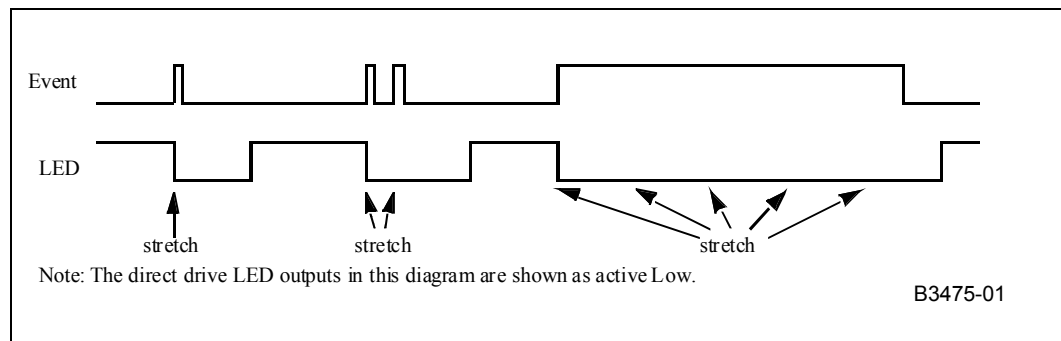 Event
LED
stretch stretch stretch
Note: The direct drive LED outputs in this diagram are shown as active Low.
B3475-01